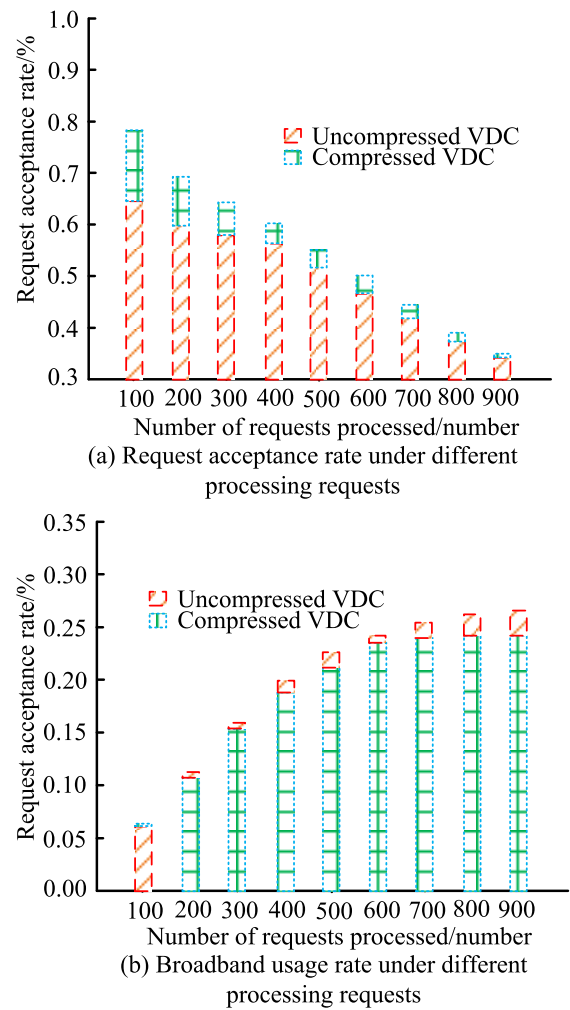 Request acceptance rate/%
1.0
0.9
0.8
0.7
0.6
0.5
0.4
0.3
Uncompressed VDC
Compressed VDC
100 200 300 400 500 600 700 800 900
Number of requests processed/number
(a) Request acceptance rate under different
processing requests
Request acceptance rate/%
0.35
0.30
0.25
0.20
0.15
0.10
0.05
0.00
Uncompressed VDC
Compressed VDC
100 200 300 400 500 600 700 800 900
Number of requests processed/number
(b) Broadband usage rate under different
processing requests